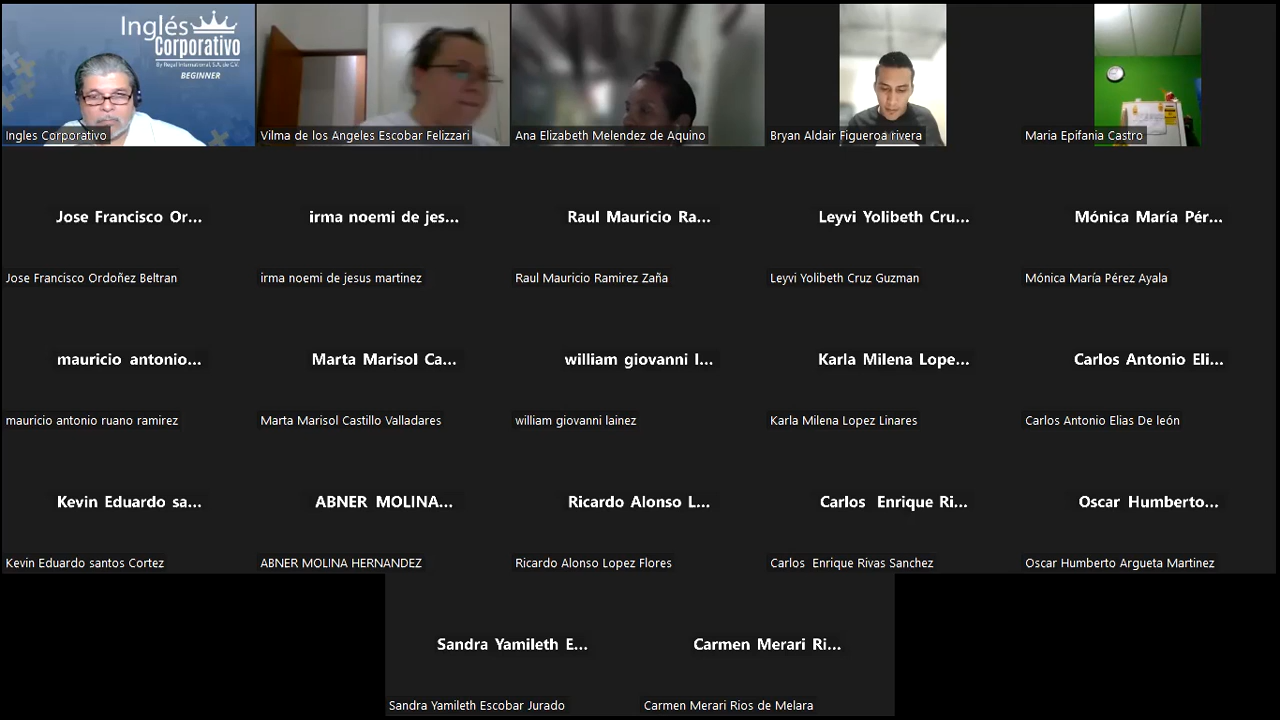 Inglés
Corporativo
By Regal International, S.A. de C.V.
BEGINNER
Ingles Corporativo
Vilma de los Angeles Escobar Felizzari
Ana Elizabeth Melendez de Aquino
Bryan Aldair Figueroa rivera
Maria Epifania Castro
Jose Francisco Or...
irma noemi de jes...
Raul Mauricio Ra...
Leyvi Yolibeth Cru...
Mónica María Pér...
Jose Francisco Ordoñez Beltran
irma noemi de jesus martinez
Raul Mauricio Ramirez Zaña
Leyvi Yolibeth Cruz Guzman
Mónica María Pérez Ayala
mauricio antonio...
Marta Marisol Ca...
william giovanni l...
Karla Milena Lope...
Carlos Antonio Eli...
mauricio antonio ruano ramirez
Marta Marisol Castillo Valladares
william giovanni lainez
Karla Milena Lopez Linares
Carlos Antonio Elias De león
Kevin Eduardo sa...
ABNER MOLINA...
Ricardo Alonso L...
Carlos  Enrique Ri...
Oscar Humberto...
Kevin Eduardo santos Cortez
ABNER MOLINA HERNANDEZ
Ricardo Alonso Lopez Flores
Carlos  Enrique Rivas Sanchez
Oscar Humberto Argueta Martinez
Sandra Yamileth E...
Carmen Merari Ri...
Sandra Yamileth Escobar Jurado
Carmen Merari Rios de Melara